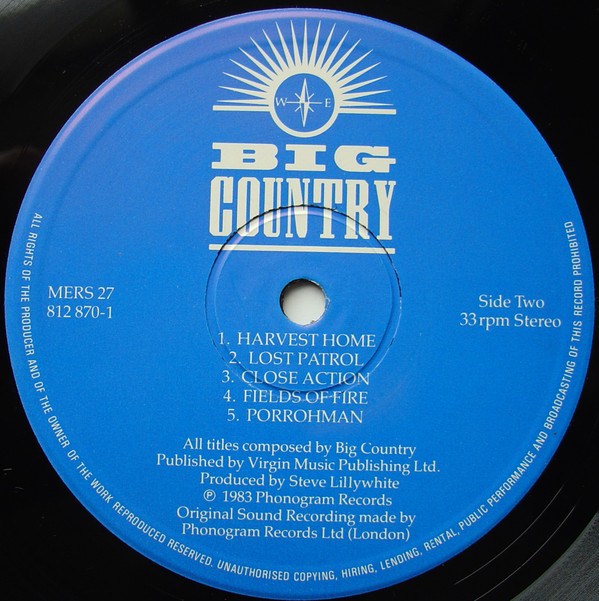 W E
BIG
COUNTRY
MERS 27
812 870-1
Side Two
33 rpm Stereo
1. HARVEST HOME
2. LOST PATROL
3. CLOSE ACTION
4. FIELDS OF FIRE
5. PORROHMAN
All titles composed by Big Country
Published by Virgin Music Publishing Ltd.
Produced by Steve Lillywhite
℗ 1983 Phonogram Records
Original Sound Recording made by
Phonogram Records Ltd (London)
ALL RIGHTS OF THE PRODUCER AND OF THE OWNER OF THE WORK REPRODUCED RESERVED. UNAUTHORISED COPYING, HIRING, LENDING, RENTAL, PUBLIC PERFORMANCE AND BROADCASTING OF THIS RECORD PROHIBITED